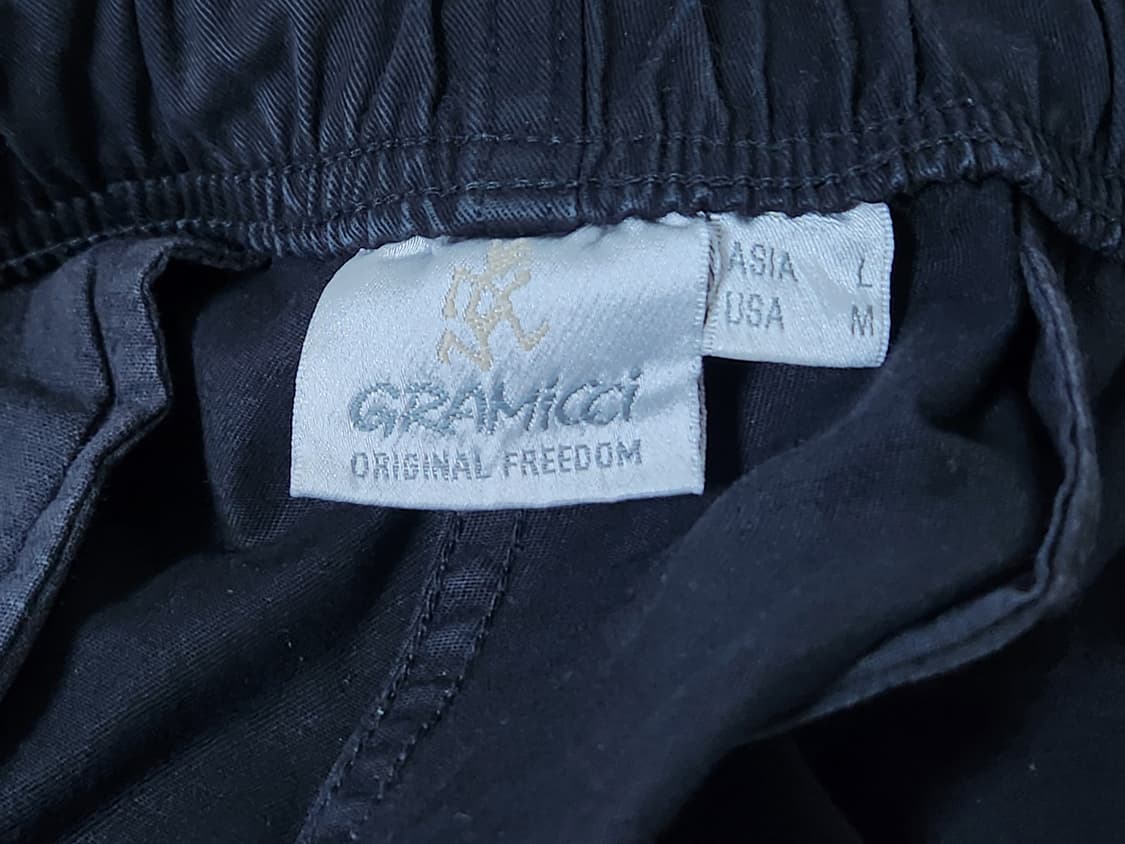 GRAMicci
ORIGINAL FREEDOM
ASIA L
USA M